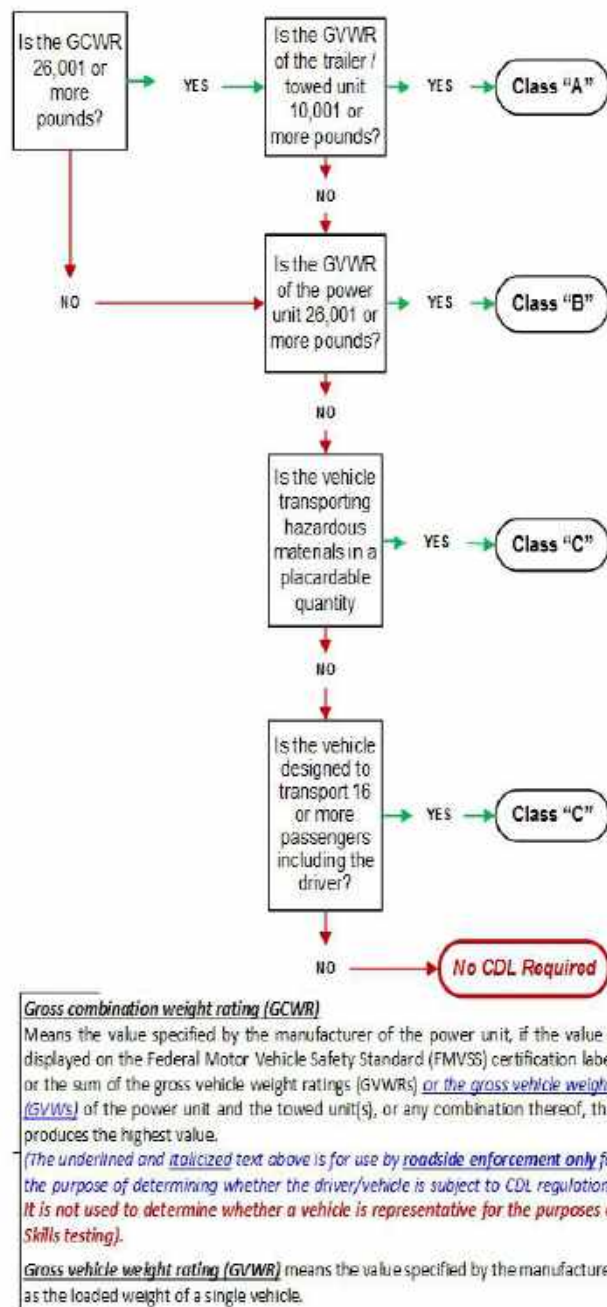 Is the GCWR
26,001 or
more
pounds?
YES
Is the GVWR
of the trailer /
towed unit
10,001 or
more pounds?
YES
Class “A”
NO
NO
Is the GVWR
of the power
unit 26,001 or
more pounds?
YES
Class “B”
NO
Is the vehicle
transporting
hazardous
materials in a
placardable
quantity
YES
Class “C”
NO
Is the vehicle
designed to
transport 16
or more
passengers
including the
driver?
YES
Class “C”
NO
No CDL Required
Gross combination weight rating (GCWR)
Means the value specified by the manufacturer of the power unit, if the value
displayed on the Federal Motor Vehicle Safety Standard (FMVSS) certification
or the sum of the gross vehicle weight ratings (GVWRs) or the gross vehicle
(GVWs) of the power unit and the towed unit(s), or any combination thereof,
produces the highest value.
(The underlined and italicized text above is for use by roadside enforcement only
the purpose of determining whether the driver/vehicle is subject to CDL
It is not used to determine whether a vehicle is representative for the purposes
Skills testing).
Gross vehicle weight rating (GVWR) means the value specified by the
as the loaded weight of a single vehicle.